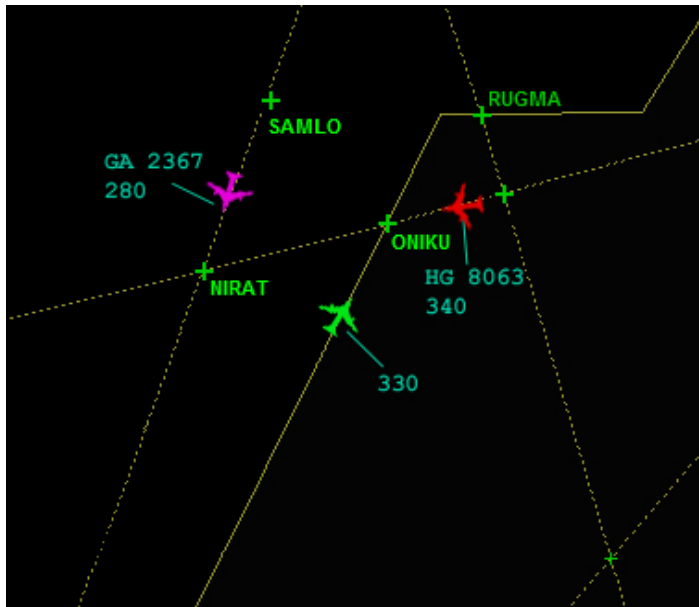 RUGMA
SAMLO
GA 2367
280
ONIKU
NIRAT
HG 8063
340
330